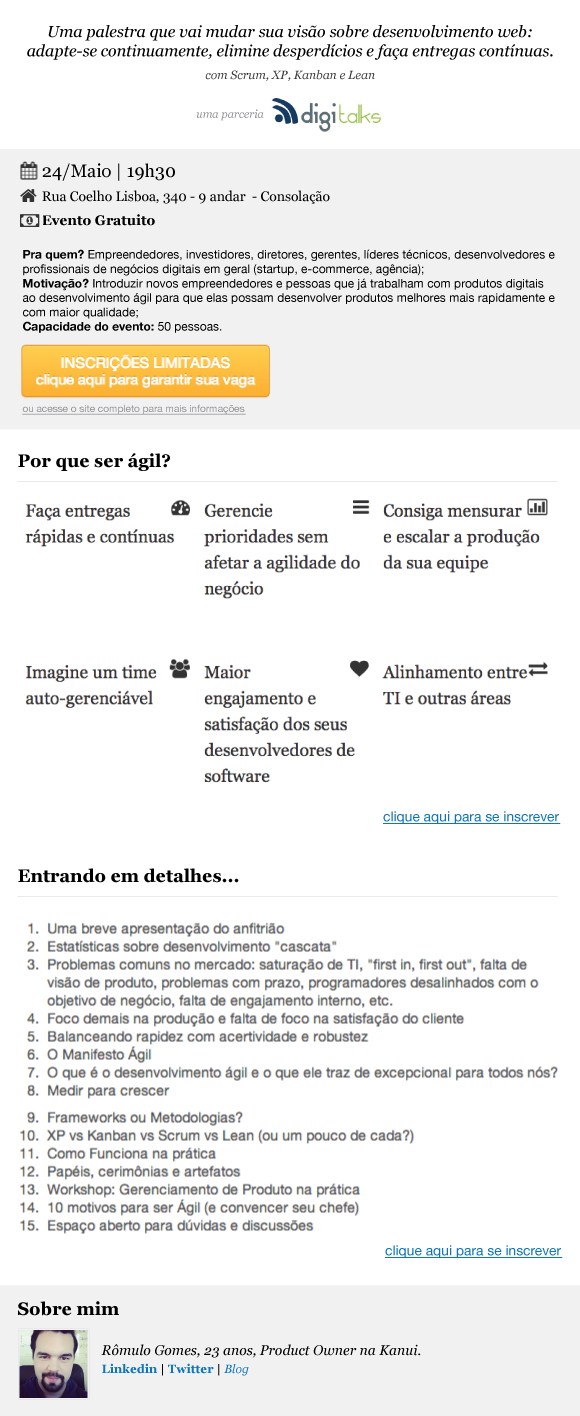 Uma palestra que vai mudar sua visão sobre desenvolvimento web:
adapte-se continuamente, elimine desperdícios e faça entregas contínuas.
com Scrum, XP, Kanban e Lean
uma parceria digitalks
24/Maio | 19h30
Rua Coelho Lisboa, 340 - 9 andar - Consolação
Evento Gratuito
Pra quem? Empreendedores, investidores, diretores, gerentes, líderes técnicos, desenvolvedores e
profissionais de negócios digitais em geral (startup, e-commerce, agência);
Motivação? Introduzir novos empreendedores e pessoas que já trabalham com produtos digitais
ao desenvolvimento ágil para que elas possam desenvolver produtos melhores mais rapidamente e
com maior qualidade;
Capacidade do evento: 50 pessoas.
INSCRIÇÕES LIMITADAS
clique aqui para garantir sua vaga
ou acesse o site completo para mais informações
Por que ser ágil?
Faça entregas
rápidas e contínuas
Gerencie
prioridades sem
afetar a agilidade do
negócio
Consiga mensurar
e escalar a produção
da sua equipe
Imagine um time
auto-gerenciável
Maior
engajamento e
satisfação dos seus
desenvolvedores de
software
Alinhamento entre
TI e outras áreas
clique aqui para se inscrever
Entrando em detalhes...
1. Uma breve apresentação do anfitrião
2. Estatísticas sobre desenvolvimento "cascata"
3. Problemas comuns no mercado: saturação de TI, "first in, first out", falta de
visão de produto, problemas com prazo, programadores desalinhados com o
objetivo de negócio, falta de engajamento interno, etc.
4. Foco demais na produção e falta de foco na satisfação do cliente
5. Balanceando rapidez com acertividade e robustez
6. O Manifesto Ágil
7. O que é o desenvolvimento ágil e o que ele traz de excepcional para todos nós?
8. Medir para crescer
9. Frameworks ou Metodologias?
10. XP vs Kanban vs Scrum vs Lean (ou um pouco de cada?)
11. Como Funciona na prática
12. Papéis, cerimônias e artefatos
13. Workshop: Gerenciamento de Produto na prática
14. 10 motivos para ser Ágil (e convencer seu chefe)
15. Espaço aberto para dúvidas e discussões
clique aqui para se inscrever
Sobre mim
Rômulo Gomes, 23 anos, Product Owner na Kanui.
Linkedin | Twitter | Blog